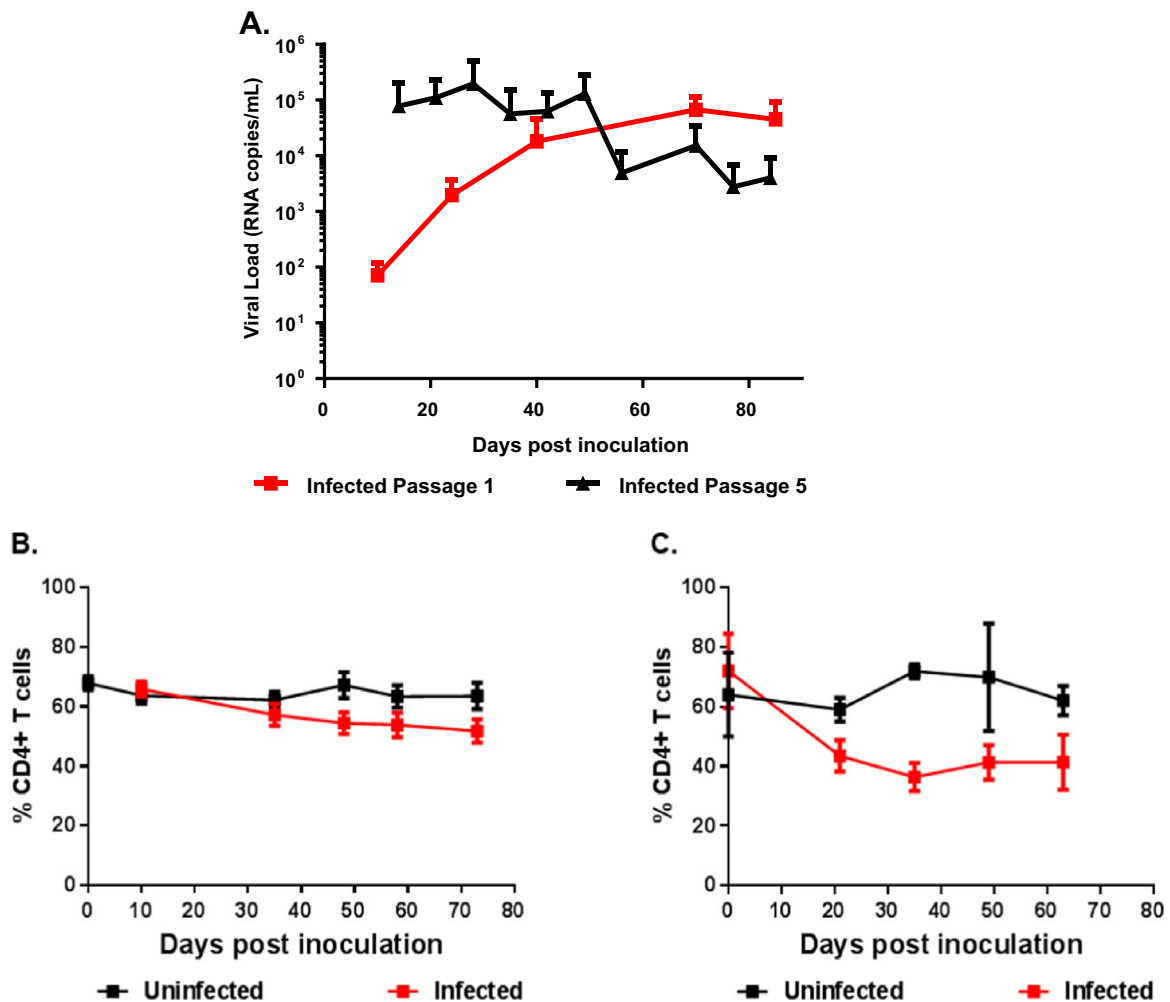 A.
Viral Load (RNA copies/mL)
10^6
10^5
10^4
10^3
10^2
10^1
10^0
0 20 40 60 80
Days post inoculation
Infected Passage 1 Infected Passage 5
B.
% CD4+ T cells
100
80
60
40
20
0
0 10 20 30 40 50 60 70 80
Days post inoculation
Uninfected Infected
C.
% CD4+ T cells
100
80
60
40
20
0
0 10 20 30 40 50 60 70 80
Days post inoculation
Uninfected Infected